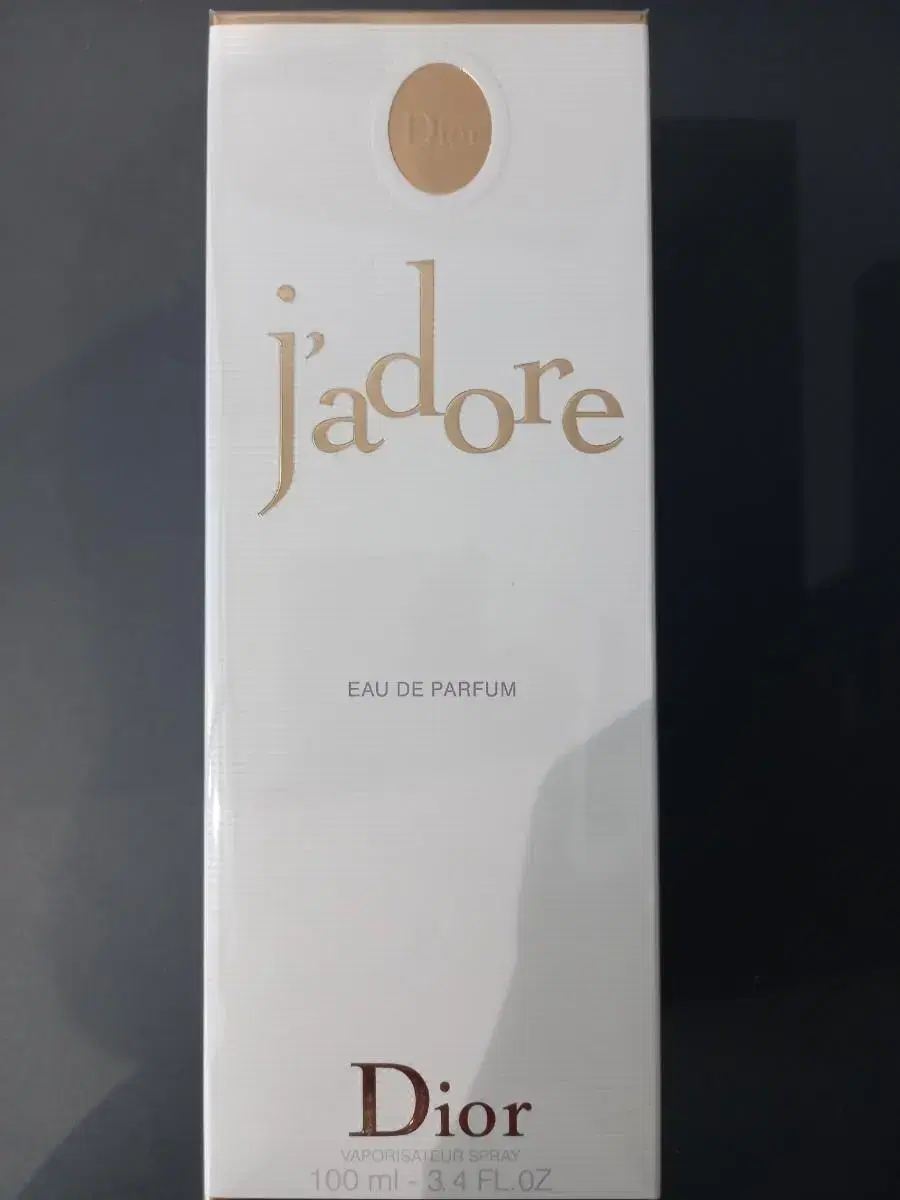 Dior
j'adore
EAU DE PARFUM
Dior
VAPORISATEUR SPRAY
100 ml - 3.4 FL.OZ